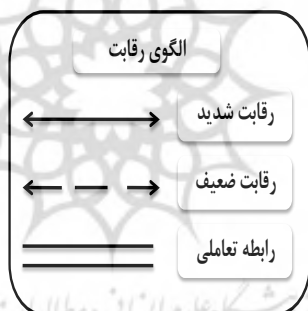 الگوی رقابت
رقابت شدید
رقابت ضعیف
رابطه تعاملی